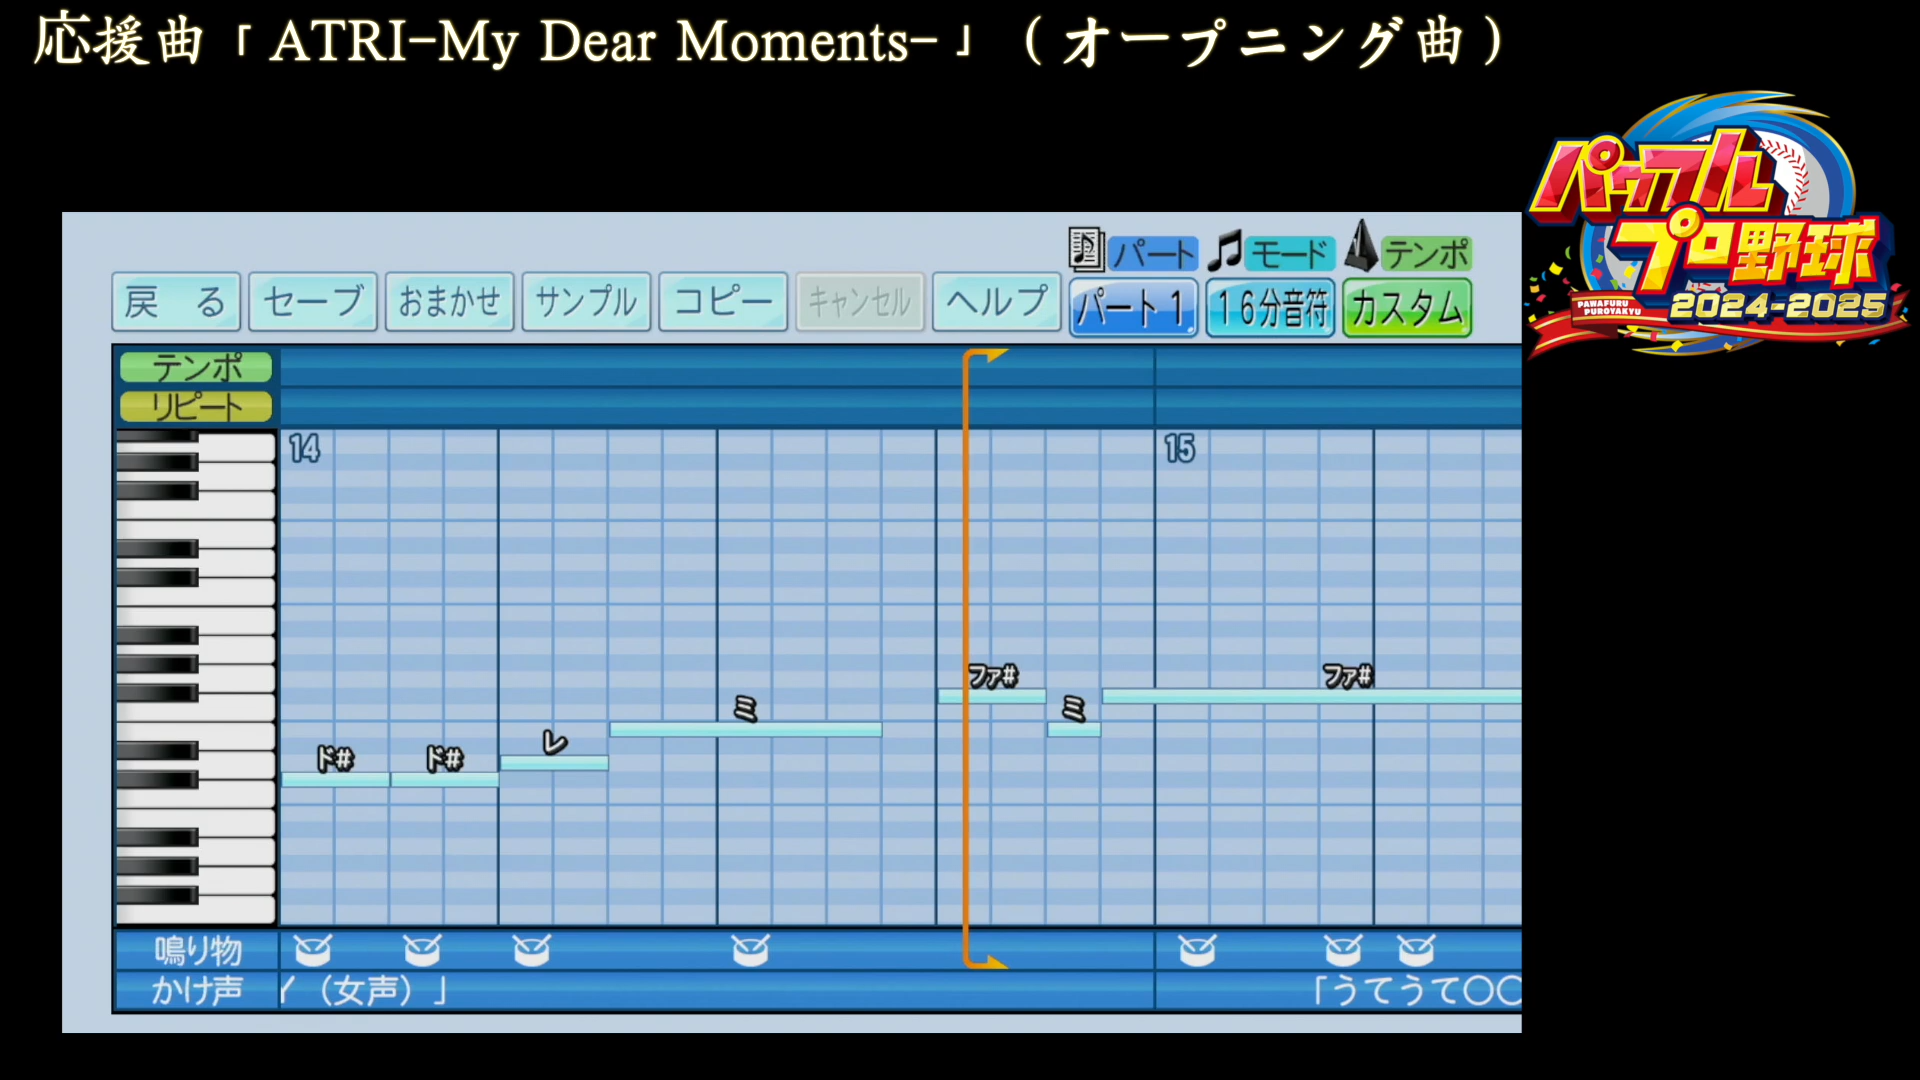 応援曲「ATRI-My Dear Moments-」（オープニング曲）
パワフル
プロ野球
2024-2025
PAWAFURU
PUROYAKYU
パート
モード
テンポ
戻る
セーブ
おまかせ
サンプル
コピー
キャンセル
ヘルプ
パート1
16分音符
カスタム
テンポ
リピート
14
15
ファ#
ファ#
ミ
ミ
レ
ド#
ド#
鳴り物
かけ声
Y（女声）」
「うてうて○○